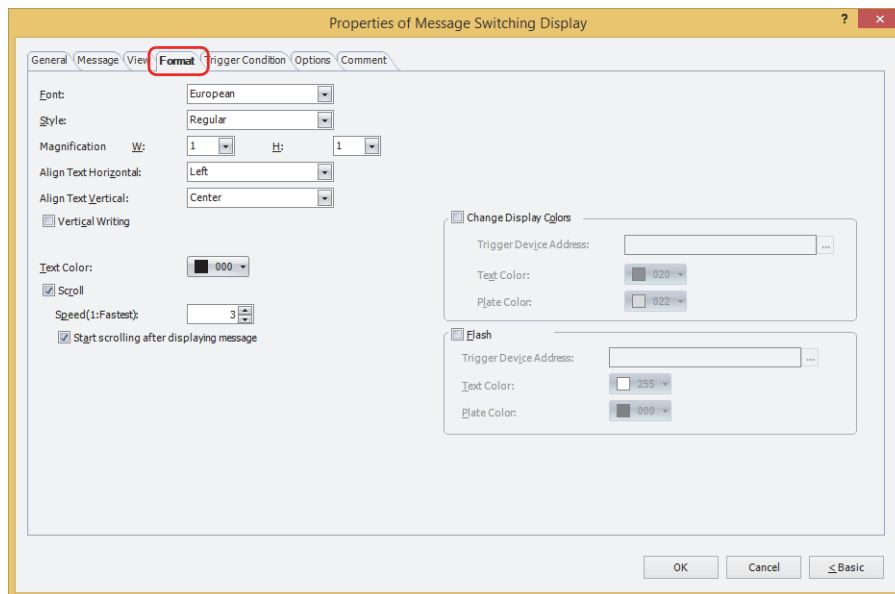 Properties of Message Switching Display
? ×
General Message View Format Trigger Condition Options Comment
Font: European
Style: Regular
Magnification W: 1 H: 1
Align Text Horizontal: Left
Align Text Vertical: Center
Vertical Writing
Text Color: 000
Scroll
Speed(1:Fastest): 3
Start scrolling after displaying message
Change Display Colors
Trigger Device Address: ...
Text Color: 020
Plate Color: 022
Flash
Trigger Device Address: ...
Text Color: 255
Plate Color: 000
OK Cancel < Basic